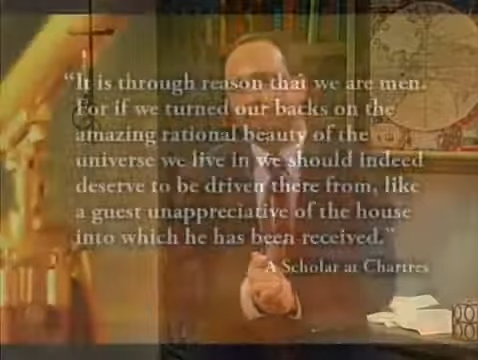 “It is through reason that we are men.
For if we turned our backs on the
amazing rational beauty of the
universe we live in we should indeed
deserve to be driven there from, like
a guest unappreciative of the house
into which he has been received.”
A Scholar at Chartres